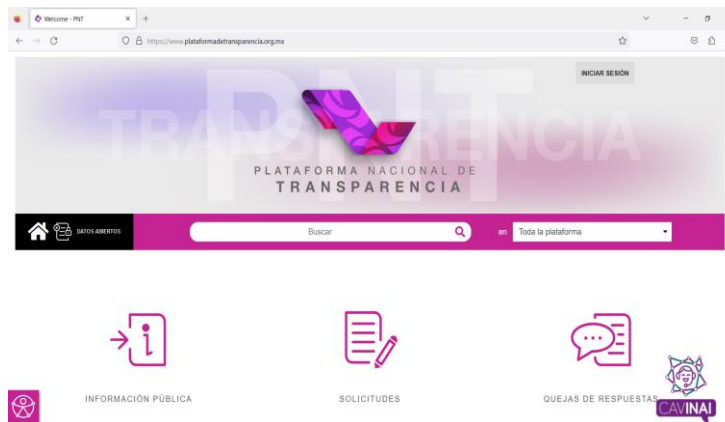 Welcome - PNT
https://www.plataformadetransparencia.org.mx
PNT
TRANSPARENCIA
INICIAR SESIÓN
PLATAFORMA NACIONAL DE
TRANSPARENCIA
DATOS ABIERTOS
Buscar
en
Toda la plataforma
INFORMACIÓN PÚBLICA
SOLICITUDES
QUEJAS DE RESPUESTAS
CAVINAI